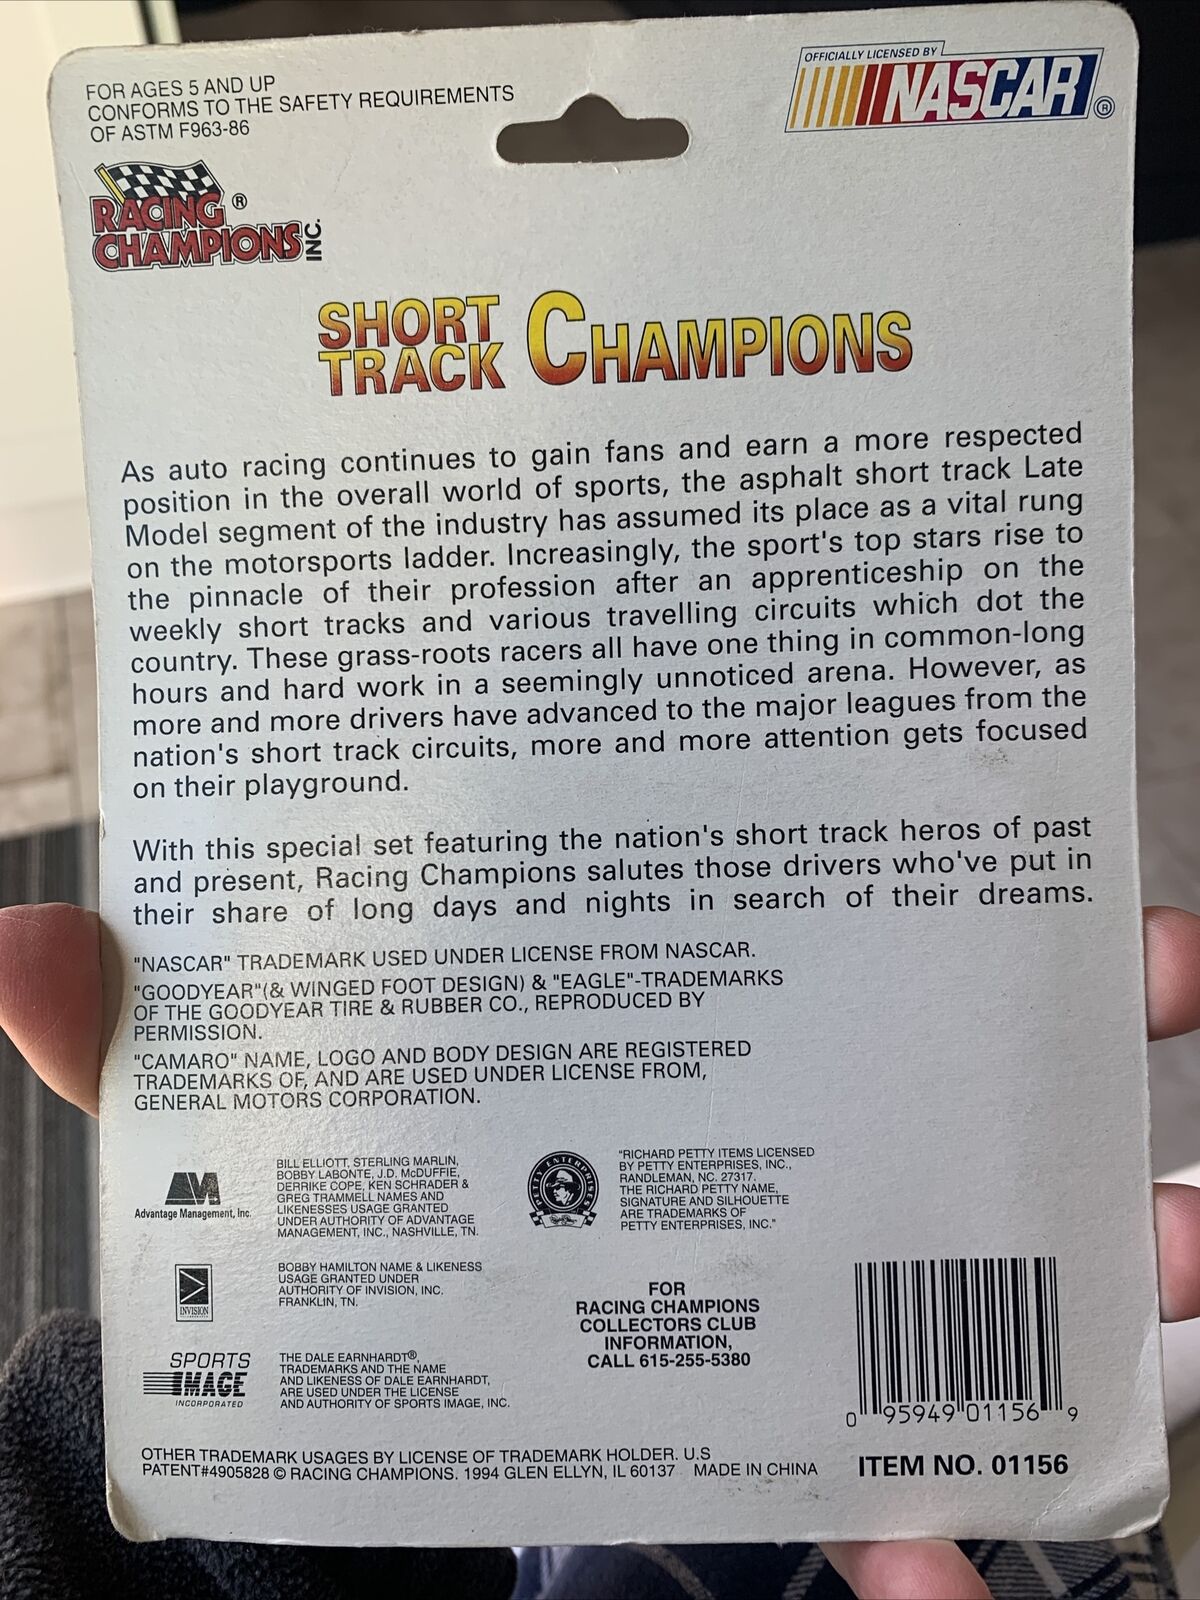 FOR AGES 5 AND UP
CONFORMS TO THE SAFETY REQUIREMENTS
OF ASTM F963-86
OFFICIALLY LICENSED BY
NASCAR ®
RACING ®
CHAMPIONS INC.
SHORT
TRACK CHAMPIONS
As auto racing continues to gain fans and earn a more respected
position in the overall world of sports, the asphalt short track Late
Model segment of the industry has assumed its place as a vital rung
on the motorsports ladder. Increasingly, the sport's top stars rise to
the pinnacle of their profession after an apprenticeship on the
weekly short tracks and various travelling circuits which dot the
country. These grass-roots racers all have one thing in common-long
hours and hard work in a seemingly unnoticed arena. However, as
more and more drivers have advanced to the major leagues from the
nation's short track circuits, more and more attention gets focused
on their playground.
With this special set featuring the nation's short track heros of past
and present, Racing Champions salutes those drivers who've put in
their share of long days and nights in search of their dreams.
"NASCAR" TRADEMARK USED UNDER LICENSE FROM NASCAR.
"GOODYEAR"(& WINGED FOOT DESIGN) & "EAGLE"-TRADEMARKS
OF THE GOODYEAR TIRE & RUBBER CO., REPRODUCED BY
PERMISSION.
"CAMARO" NAME, LOGO AND BODY DESIGN ARE REGISTERED
TRADEMARKS OF, AND ARE USED UNDER LICENSE FROM,
GENERAL MOTORS CORPORATION.
AM
Advantage Management, Inc.
BILL ELLIOTT, STERLING MARLIN,
BOBBY LABONTE, J.D. McDUFFIE,
DERRIKE COPE, KEN SCHRADER &
GREG TRAMMELL NAMES AND
LIKENESSES USAGE GRANTED
UNDER AUTHORITY OF ADVANTAGE
MANAGEMENT, INC., NASHVILLE, TN.
PETTY ENTERPRISES
"RICHARD PETTY ITEMS LICENSED
BY PETTY ENTERPRISES, INC.,
RANDLEMAN, NC. 27317.
THE RICHARD PETTY NAME,
SIGNATURE AND SILHOUETTE
ARE TRADEMARKS OF
PETTY ENTERPRISES, INC."
INVISION
BOBBY HAMILTON NAME & LIKENESS
USAGE GRANTED UNDER
AUTHORITY OF INVISION, INC.
FRANKLIN, TN.
FOR
RACING CHAMPIONS
COLLECTORS CLUB
INFORMATION,
CALL 615-255-5380
SPORTS
IMAGE
INCORPORATED
THE DALE EARNHARDT®,
TRADEMARKS AND THE NAME
AND LIKENESS OF DALE EARNHARDT,
ARE USED UNDER THE LICENSE
AND AUTHORITY OF SPORTS IMAGE, INC.
0 95949 01156 9
OTHER TRADEMARK USAGES BY LICENSE OF TRADEMARK HOLDER. U.S
PATENT#4905828 © RACING CHAMPIONS. 1994 GLEN ELLYN, IL 60137 MADE IN CHINA
ITEM NO. 01156